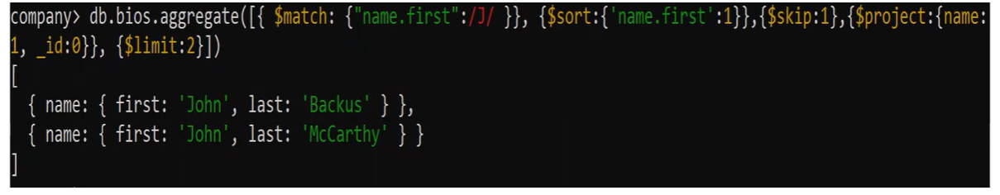 company> db.bios.aggregate([{ $match: {"name.first":/J/ }}, {$sort:{'name.first':1}},{$skip:1},{$project:{name:
1, _id:0}}, {$limit:2}])
[
  { name: { first: 'John', last: 'Backus' } },
  { name: { first: 'John', last: 'McCarthy' } }
]